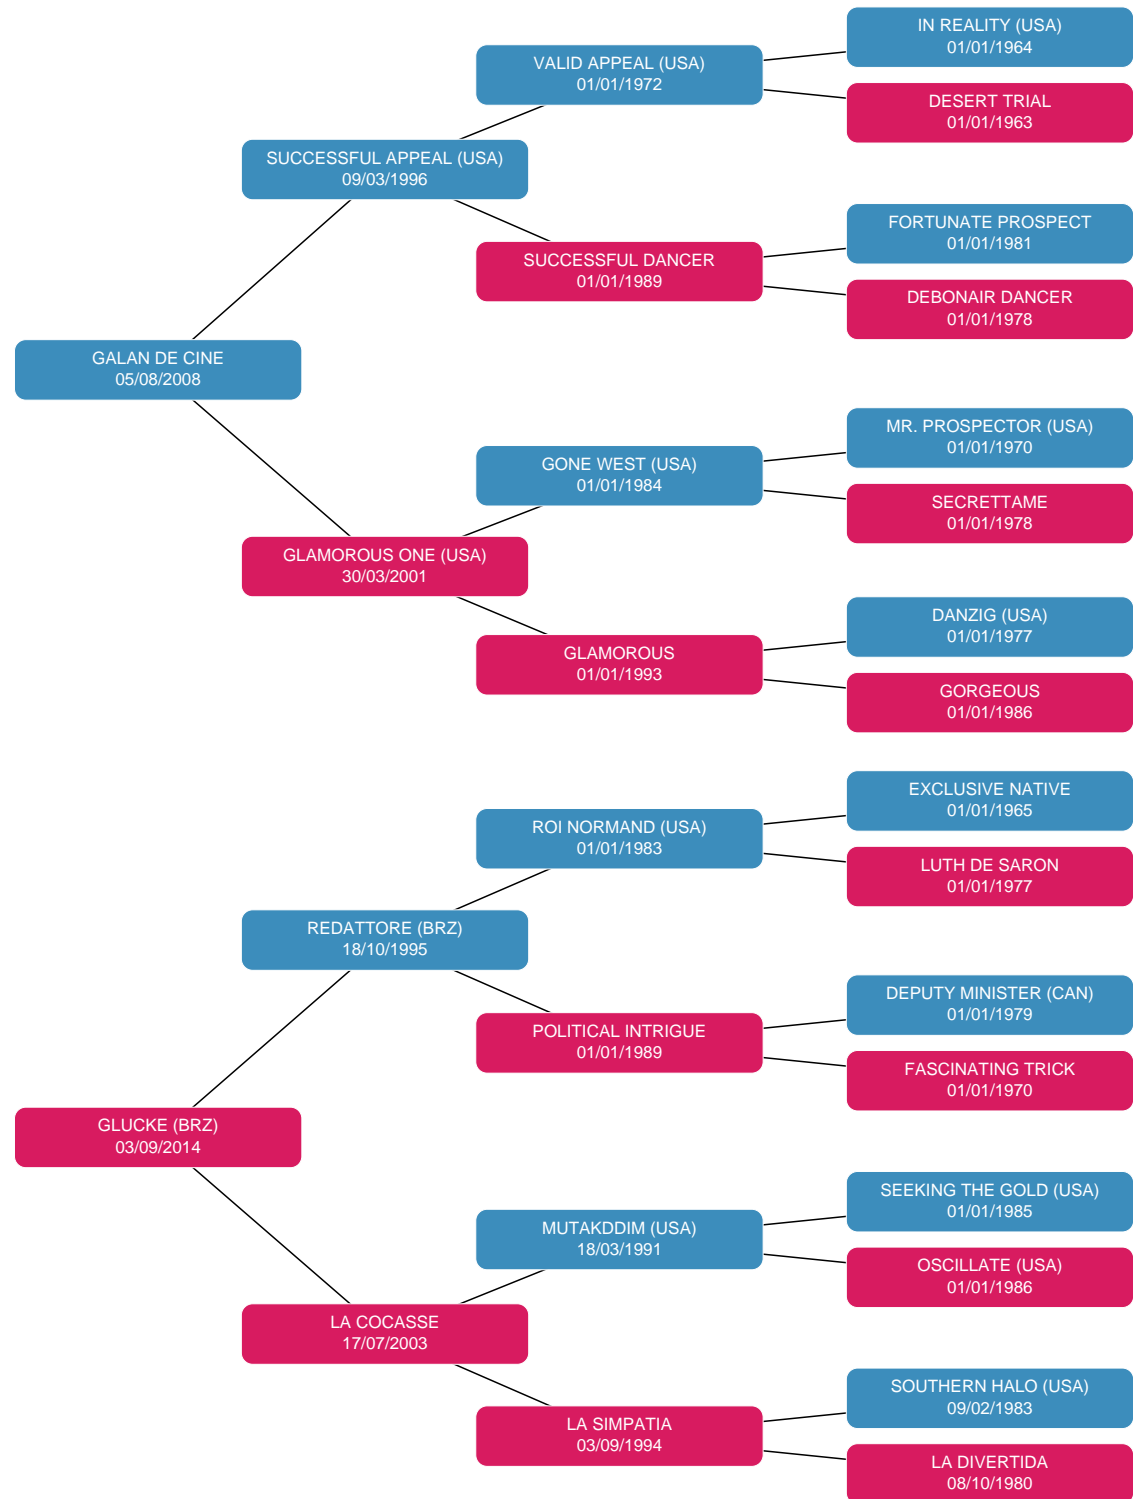 IN REALITY (USA)
01/01/1964
VALID APPEAL (USA)
01/01/1972
DESERT TRIAL
01/01/1963
SUCCESSFUL APPEAL (USA)
09/03/1996
FORTUNATE PROSPECT
01/01/1981
SUCCESSFUL DANCER
01/01/1989
DEBONAIR DANCER
01/01/1978
GALAN DE CINE
05/08/2008
MR. PROSPECTOR (USA)
01/01/1970
GONE WEST (USA)
01/01/1984
SECRETTAME
01/01/1978
GLAMOROUS ONE (USA)
30/03/2001
DANZIG (USA)
01/01/1977
GLAMOROUS
01/01/1993
GORGEOUS
01/01/1986
EXCLUSIVE NATIVE
01/01/1965
ROI NORMAND (USA)
01/01/1983
LUTH DE SARON
01/01/1977
REDATTORE (BRZ)
18/10/1995
DEPUTY MINISTER (CAN)
01/01/1979
POLITICAL INTRIGUE
01/01/1989
FASCINATING TRICK
01/01/1970
GLUCKE (BRZ)
03/09/2014
SEEKING THE GOLD (USA)
01/01/1985
MUTAKDDIM (USA)
18/03/1991
OSCILLATE (USA)
01/01/1986
LA COCASSE
17/07/2003
SOUTHERN HALO (USA)
09/02/1983
LA SIMPATIA
03/09/1994
LA DIVERTIDA
08/10/1980